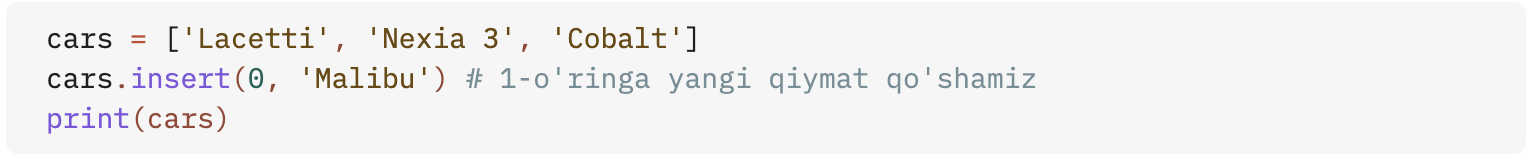 cars = ['Lacetti', 'Nexia 3', 'Cobalt']
cars.insert(0, 'Malibu') # 1-o'ringa yangi qiymat qo'shamiz
print(cars)